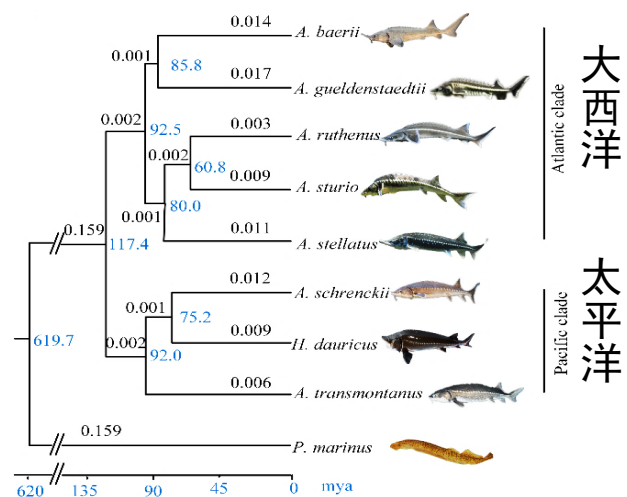 0.014
A. baerii
0.001
85.8
0.017
A. gueldenstaedtii
0.002
92.5
0.003
A. ruthenus
0.002
60.8
0.009
A. sturio
0.001
80.0
0.011
A. stellatus
Atlantic clade
大西洋
0.159
117.4
0.012
A. schrenckii
0.001
75.2
0.009
H. dauricus
0.002
92.0
0.006
A. transmontanus
Pacific clade
太平洋
619.7
0.159
P. marinus
620 135 90 45 0 mya